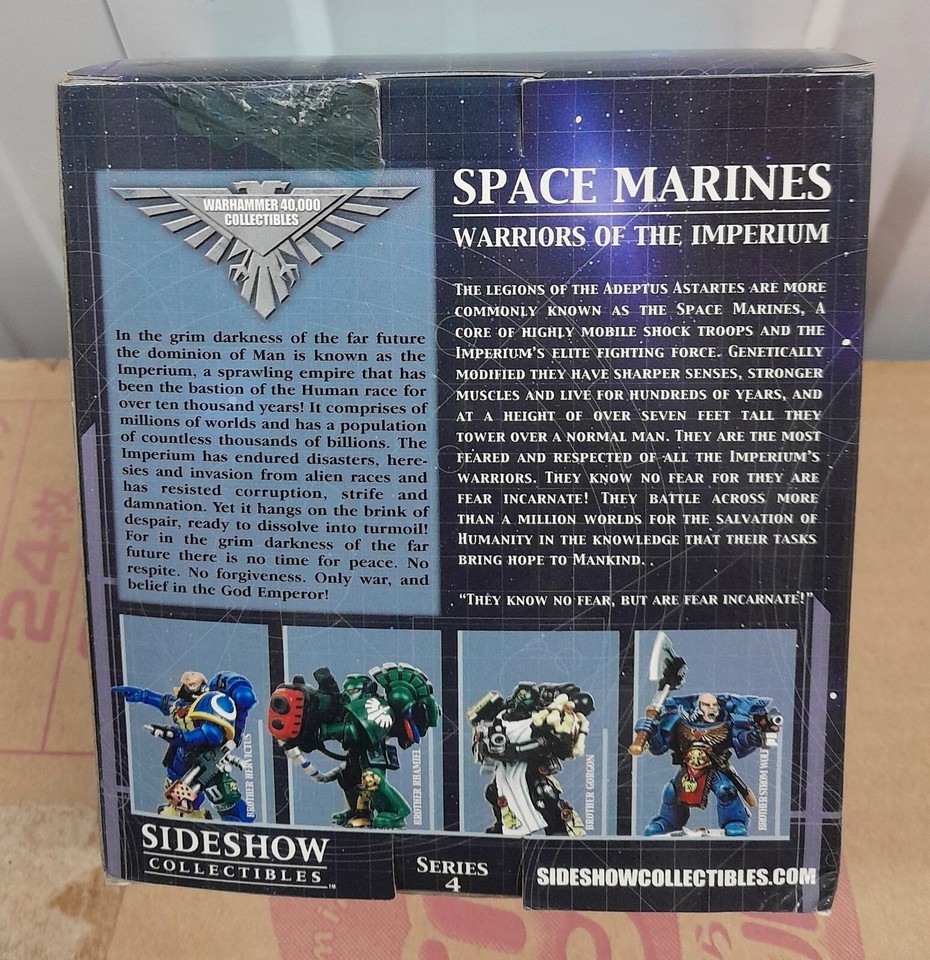 WARHAMMER 40,000
COLLECTIBLES
In the grim darkness of the far future
the dominion of Man is known as the
Imperium, a sprawling empire that has
been the bastion of the Human race for
over ten thousand years! It comprises of
millions of worlds and has a population
of countless thousands of billions. The
Imperium has endured disasters, here-
sies and invasion from alien races and
has resisted corruption, strife and
damnation. Yet it hangs on the brink of
despair, ready to dissolve into turmoil!
For in the grim darkness of the far
future there is no time for peace. No
respite. No forgiveness. Only war, and
belief in the God Emperor!
SPACE MARINES
WARRIORS OF THE IMPERIUM
THE LEGIONS OF THE ADEPTUS ASTARTES ARE MORE
COMMONLY KNOWN AS THE SPACE MARINES, A
CORE OF HIGHLY MOBILE SHOCK TROOPS AND THE
IMPERIUM'S ELITE FIGHTING FORCE. GENETICALLY
MODIFIED THEY HAVE SHARPER SENSES, STRONGER
MUSCLES AND LIVE FOR HUNDREDS OF YEARS, AND
AT A HEIGHT OF OVER SEVEN FEET TALL THEY
TOWER OVER A NORMAL MAN. THEY ARE THE MOST
FEARED AND RESPECTED OF ALL THE IMPERIUM'S
WARRIORS. THEY KNOW NO FEAR FOR THEY ARE
FEAR INCARNATE! THEY BATTLE ACROSS MORE
THAN A MILLION WORLDS FOR THE SALVATION OF
HUMANITY IN THE KNOWLEDGE THAT THEIR TASKS
BRING HOPE TO MANKIND. .
"THEY KNOW NO FEAR, BUT ARE FEAR INCARNATE!"
BROTHER
BROTHER RHAMIEL
BROTHER GORGON
BROTHER STROM WOLF
SIDESHOW
COLLECTIBLES™
SERIES
4
SIDESHOWCOLLECTIBLES.COM
24